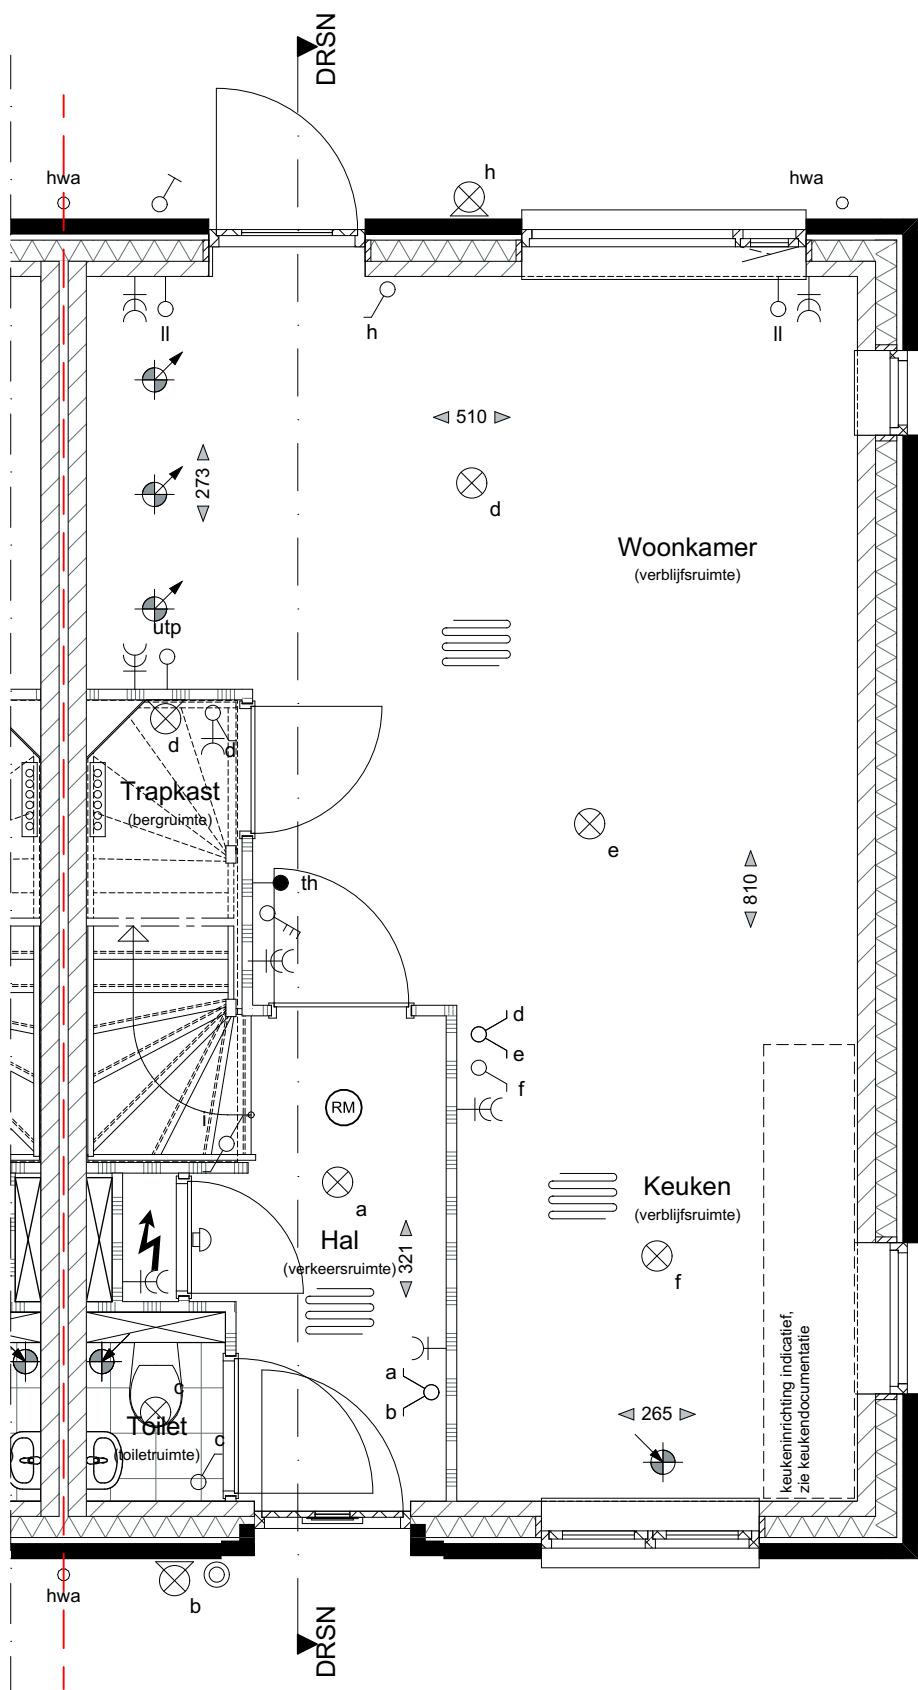 DRSN
hwa
h
hwa
ll
h
ll
510
273
d
Woonkamer
(verblijfsruimte)
utp
d
d
Trapkast
(bergruimte)
e
th
810
d
e
f
RM
l
a
Keuken
(verblijfsruimte)
Hal
(verkeersruimte)
321
f
keukeninrichting indicatief,
zie keukendocumentatie
a
b
c
265
Toilet
(toiletruimte)
c
hwa
b
DRSN